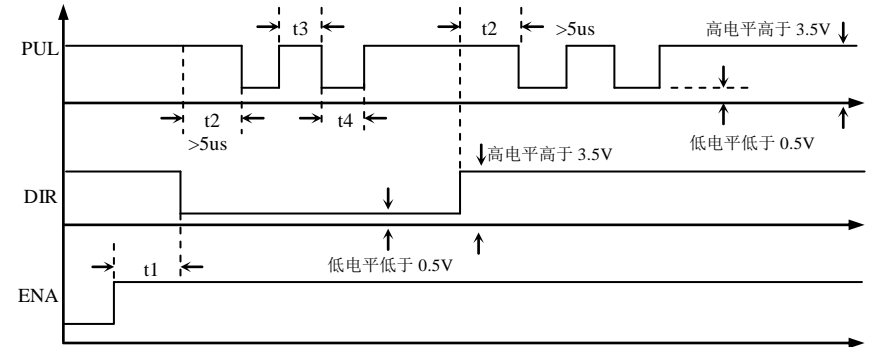 t3
t2
>5us
高电平高于 3.5V
PUL
t2
t4
>5us
低电平低于 0.5V
高电平高于 3.5V
DIR
t1
低电平低于 0.5V
ENA